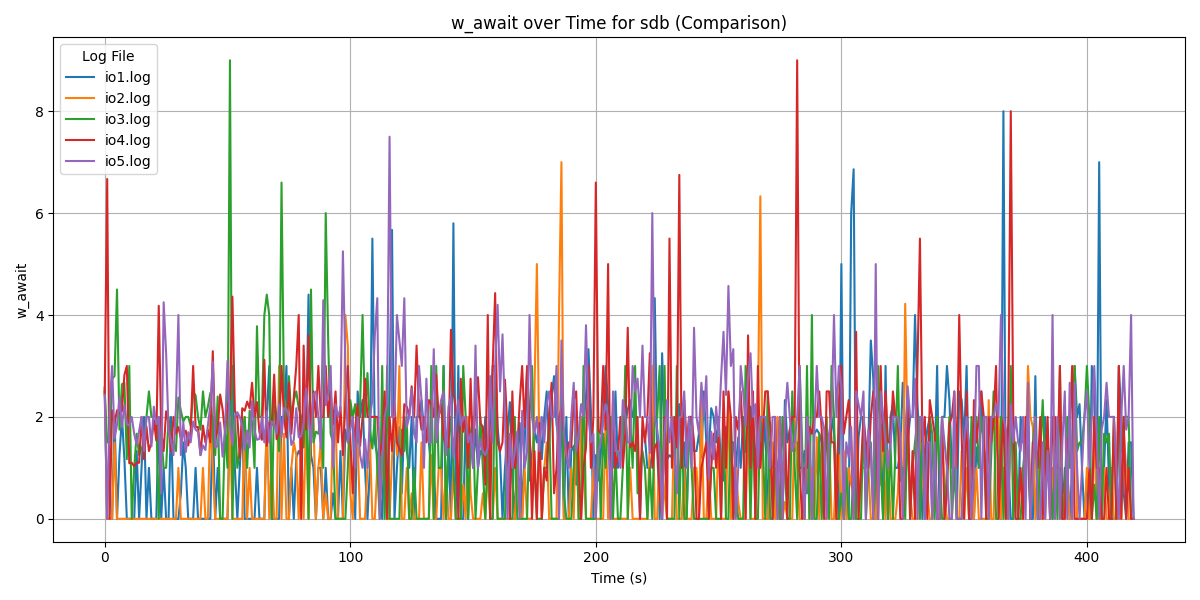 w_await over Time for sdb (Comparison)
Log File
io1.log
io2.log
io3.log
io4.log
io5.log
w_await
8
6
4
2
0
0 100 200 300 400
Time (s)